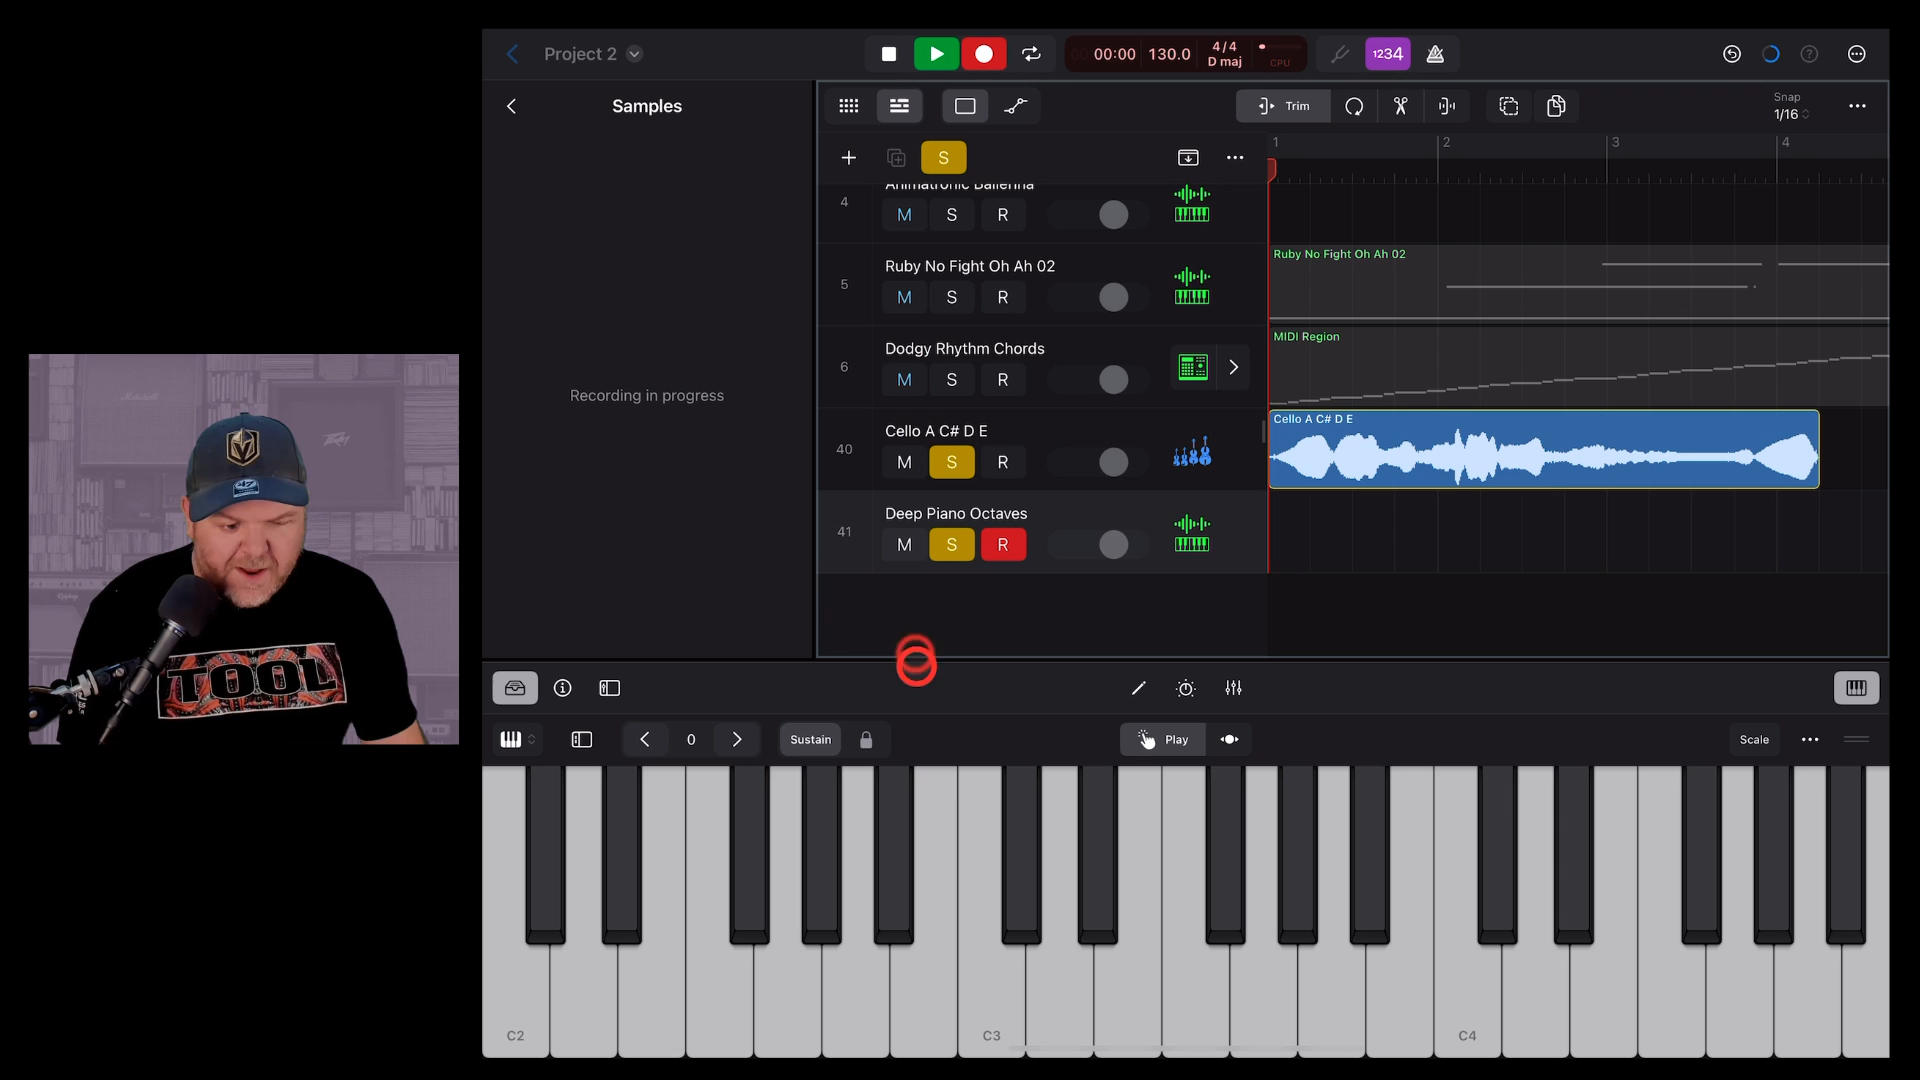 Project 2
00:00
130.0
4/4
D maj
CPU
1234
Samples
Trim
Snap
1/16
S
1
2
3
4
Animatronic Ballerina
4
M
S
R
Ruby No Fight Oh Ah 02
5
M
S
R
Ruby No Fight Oh Ah 02
Dodgy Rhythm Chords
6
M
S
R
MIDI Region
Recording in progress
Cello A C# D E
40
M
S
R
Cello A C# D E
Deep Piano Octaves
41
M
S
R
TOOL
0
Sustain
Play
Scale
C2
C3
C4